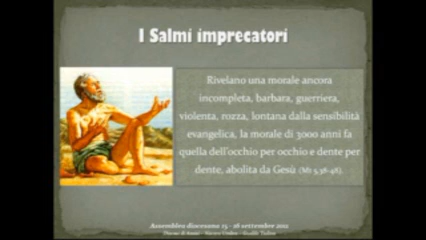 I Salmi imprecatori
Rivelano una morale ancora
incompleta, barbara, guerriera,
violenta, rozza, lontana dalla sensibilità
evangelica, la morale di 3000 anni fa
quella dell'occhio per occhio e dente per
dente, abolita da Gesù (Mt 5,38-48).
Assemblea diocesana 15 - 16 settembre 2012